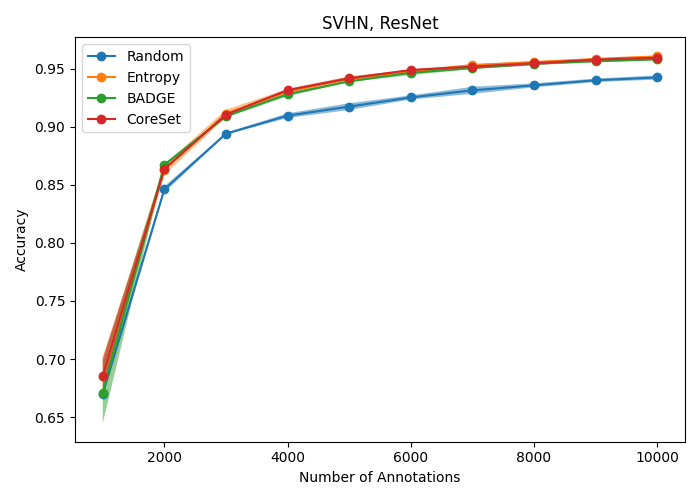 SVHN, ResNet
Random
Entropy
BADGE
CoreSet
Accuracy
0.95
0.90
0.85
0.80
0.75
0.70
0.65
2000 4000 6000 8000 10000
Number of Annotations